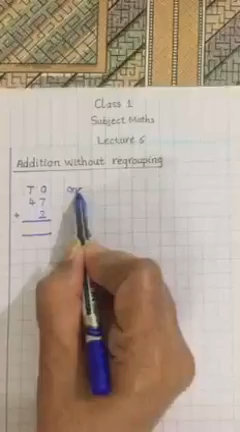 Class 1
Subject Maths
Lecture 5
Addition without regrouping
T O
4 7
+ 2